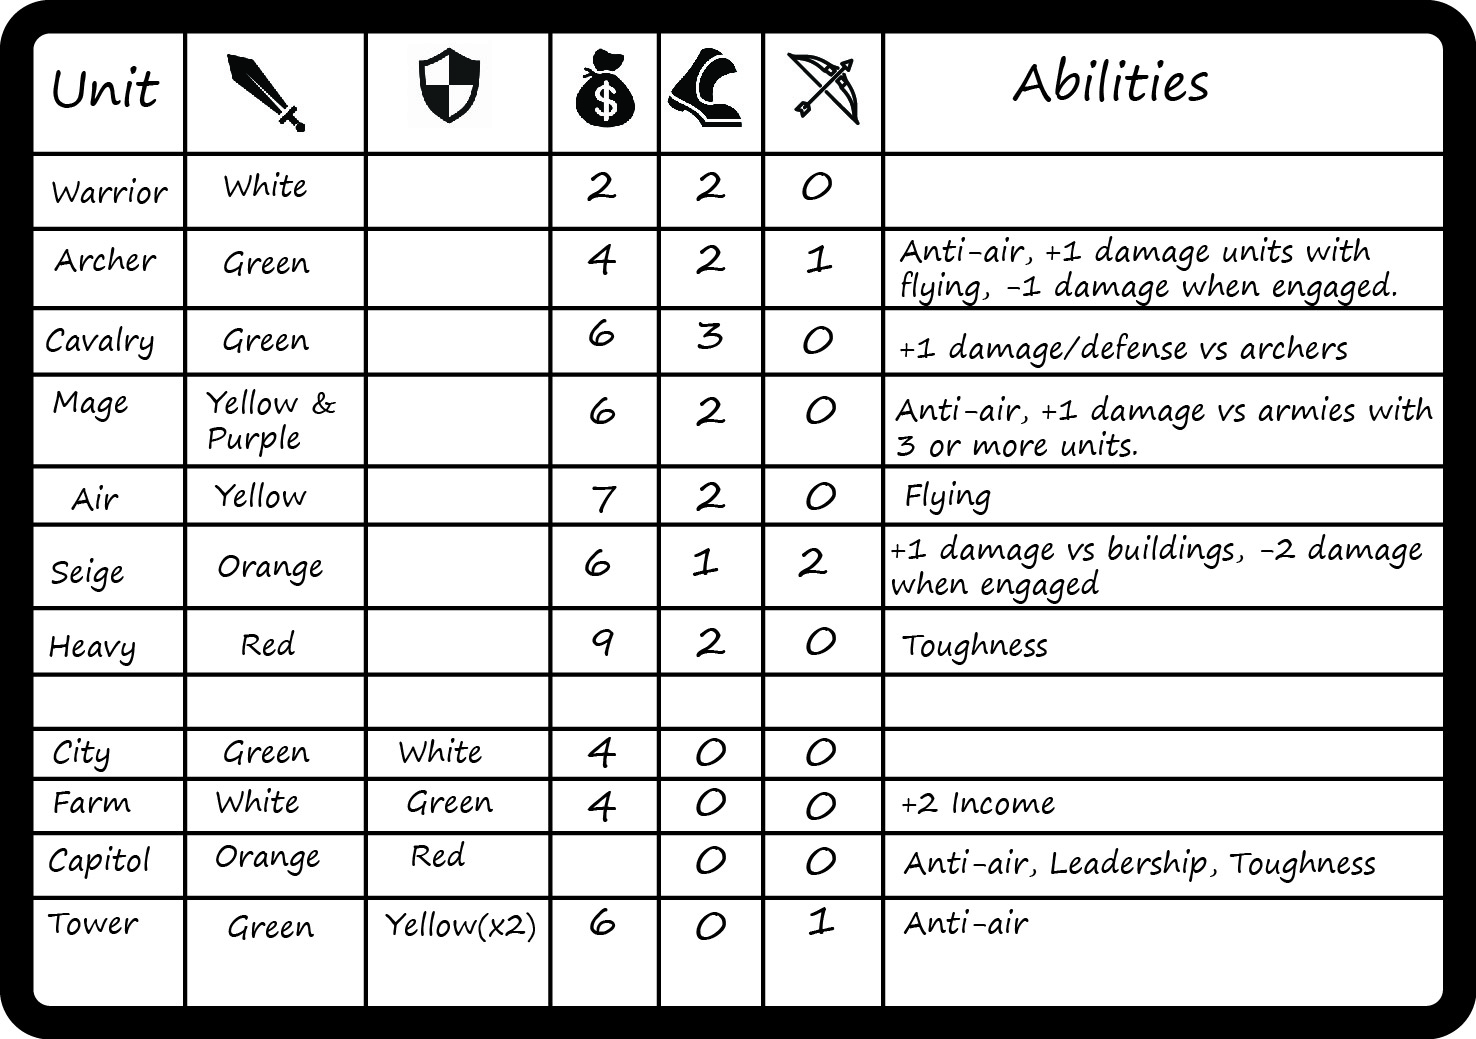 Unit Abilities
Warrior White 2 2 0
Archer Green 4 2 1 Anti-air, +1 damage units with
flying, -1 damage when engaged.
Cavalry Green 6 3 0 +1 damage/defense vs archers
Mage Yellow & 6 2 0 Anti-air, +1 damage vs armies with
Purple 3 or more units.
Air Yellow 7 2 0 Flying
Seige Orange 6 1 2 +1 damage vs buildings, -2 damage
when engaged
Heavy Red 9 2 0 Toughness
City Green White 4 0 0
Farm White Green 4 0 0 +2 Income
Capitol Orange Red 0 0 Anti-air, Leadership, Toughness
Tower Green Yellow(x2) 6 0 1 Anti-air